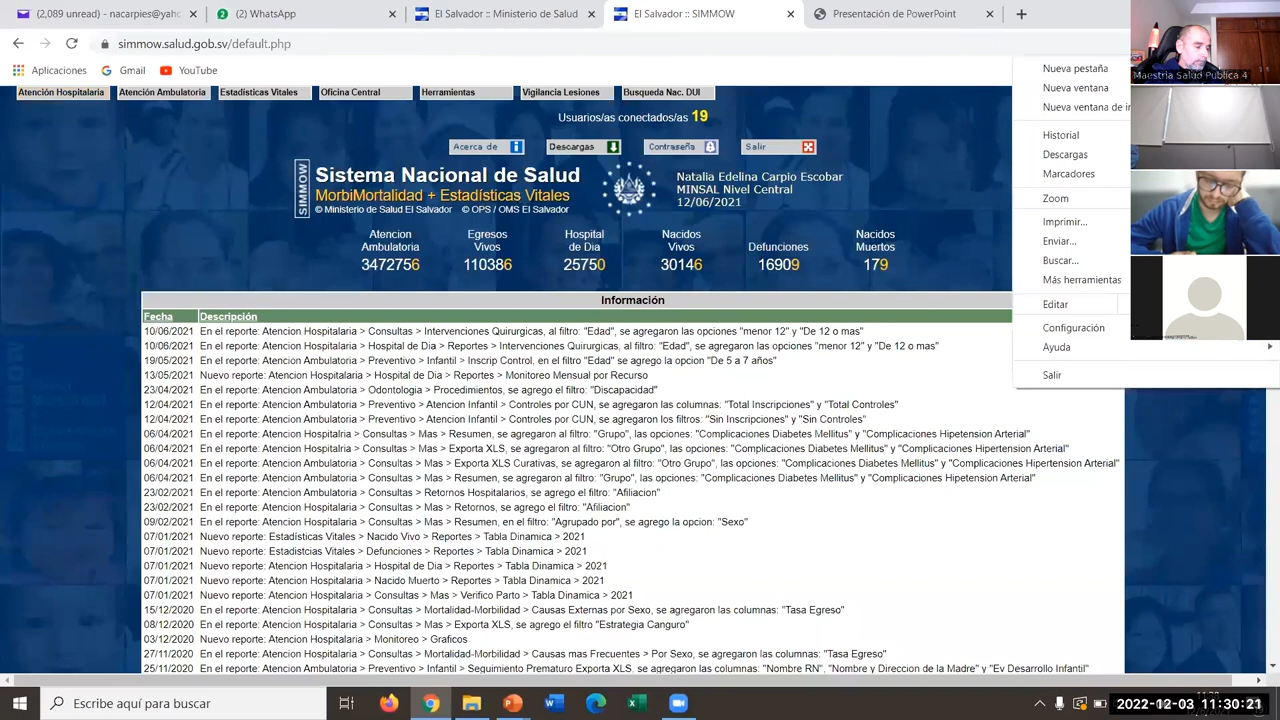 (2,089 unread) - nacarpies@yaho
(2) WhatsApp
El Salvador :: Ministerio de Salud
El Salvador :: SIMMOW
Presentación de PowerPoint
simmow.salud.gob.sv/default.php
Aplicaciones
Gmail
YouTube
Atención Hospitalaria
Atención Ambulatoria
Estadísticas Vitales
Oficina Central
Herramientas
Vigilancia Lesiones
Busqueda Nac. DUI
Usuarios/as conectados/as 19
Acerca de
Descargas
Contraseña
Salir
SIMMOW
Sistema Nacional de Salud
MorbiMortalidad + Estadísticas Vitales
© Ministerio de Salud El Salvador © OPS / OMS El Salvador
Natalia Edelina Carpio Escobar
MINSAL Nivel Central
12/06/2021
Atencion Ambulatoria 3472756
Egresos Vivos 110386
Hospital de Dia 25750
Nacidos Vivos 30146
Defunciones 16909
Nacidos Muertos 179
Información
Fecha Descripción
10/06/2021 En el reporte: Atencion Hospitalaria > Consultas > Intervenciones Quirurgicas, al filtro: "Edad", se agregaron las opciones "menor 12" y "De 12 o mas"
10/06/2021 En el reporte: Atencion Hospitalaria > Hospital de Dia > Reportes > Intervenciones Quirurgicas, al filtro: "Edad", se agregaron las opciones "menor 12" y "De 12 o mas"
19/05/2021 En el reporte: Atencion Ambulatoria > Preventivo > Infantil > Inscrip Control, en el filtro "Edad" se agrego la opcion "De 5 a 7 años"
13/05/2021 Nuevo reporte: Atencion Hospitalaria > Hospital de Dia > Reportes > Monitoreo Mensual por Recurso
23/04/2021 En el reporte: Atencion Ambulatoria > Odontologia > Procedimientos, se agrego el filtro: "Discapacidad"
12/04/2021 En el reporte: Atencion Ambulatoria > Preventivo > Atencion Infantil > Controles por CUN, se agregaron las columnas: "Total Inscripciones" y "Total Controles"
12/04/2021 En el reporte: Atencion Ambulatoria > Preventivo > Atencion Infantil > Controles por CUN, se agregaron los filtros: "Sin Inscripciones" y "Sin Controles"
06/04/2021 En el reporte: Atencion Hospitalria > Consultas > Mas > Resumen, se agregaron al filtro: "Grupo", las opciones: "Complicaciones Diabetes Mellitus" y "Complicaciones Hipetension Arterial"
06/04/2021 En el reporte: Atencion Hospitalaria > Consultas > Mas > Exporta XLS, se agregaron al filtro: "Otro Grupo", las opciones: "Complicaciones Diabetes Mellitus" y "Complicaciones Hipertension Arterial"
06/04/2021 En el reporte: Atencion Ambulatoria > Consultas > Mas > Exporta XLS Curativas, se agregaron al filtro: "Otro Grupo", las opciones: "Complicaciones Diabetes Mellitus" y "Complicaciones Hipertension Arterial"
06/04/2021 En el reporte: Atencion Ambulatoria > Consultas > Mas > Resumen, se agregaron al filtro: "Grupo", las opciones: "Complicaciones Diabetes Mellitus" y "Complicaciones Hipetension Arterial"
23/02/2021 En el reporte: Atencion Ambulatoria > Consultas > Retornos Hospitalarios, se agrego el filtro: "Afiliacion"
23/02/2021 En el reporte: Atencion Ambulatoria > Consultas > Mas > Retornos, se agregaron el filtro: "Afiliacion"
09/02/2021 En el reporte: Atencion Ambulatoria > Consultas > Mas > Resumen, en el filtro: "Agrupado por", se agrego la opcion: "Sexo"
07/01/2021 Nuevo reporte: Estadísticas Vitales > Nacido Vivo > Reportes > Tabla Dinamica > 2021
07/01/2021 Nuevo reporte: Estadistcias Vitales > Defunciones > Reportes > Tabla Dinamica > 2021
07/01/2021 Nuevo reporte: Atencion Hospitalaria > Hospital de Dia > Reportes > Tabla Dinamica > 2021
07/01/2021 Nuevo reporte: Atencion Hospitalaria > Nacido Muerto > Reportes > Tabla Dinamica > 2021
07/01/2021 Nuevo reporte: Atencion Hospitalaria > Consultas > Mas > Verifico Parto > Tabla Dinamica > 2021
15/12/2020 En el reporte: Atencion Hospitalaria > Consultas > Mortalidad-Morbilidad > Causas Externas por Sexo, se agregaron las columnas: "Tasa Egreso"
08/12/2020 En el reporte: Atencion Hospitalaria > Consultas > Mas > Exporta XLS, se agrego el filtro "Estrategia Canguro"
03/12/2020 Nuevo reporte: Atencion Hospitalaria > Monitoreo > Graficos
27/11/2020 En el reporte: Atencion Hospitalaria > Consultas > Mortalidad-Morbilidad > Causas mas Frecuentes > Por Sexo, se agregaron las columnas: "Tasa Egreso"
25/11/2020 En el reporte: Atencion Ambulatoria > Preventivo > Infantil > Seguimiento Prematuro Exporta XLS, se agregaron las columnas: "Nombre RN", "Nombre y Direccion de la Madre" y "Ev Desarrollo Infantil"
Nueva pestaña
Nueva ventana
Nueva ventana de in
Historial
Descargas
Marcadores
Zoom
Imprimir...
Enviar...
Buscar...
Más herramientas
Editar
Configuración
Ayuda
Salir
Maestría Salud Pública 4
Escribe aquí para buscar
2022-12-03 11:30:21